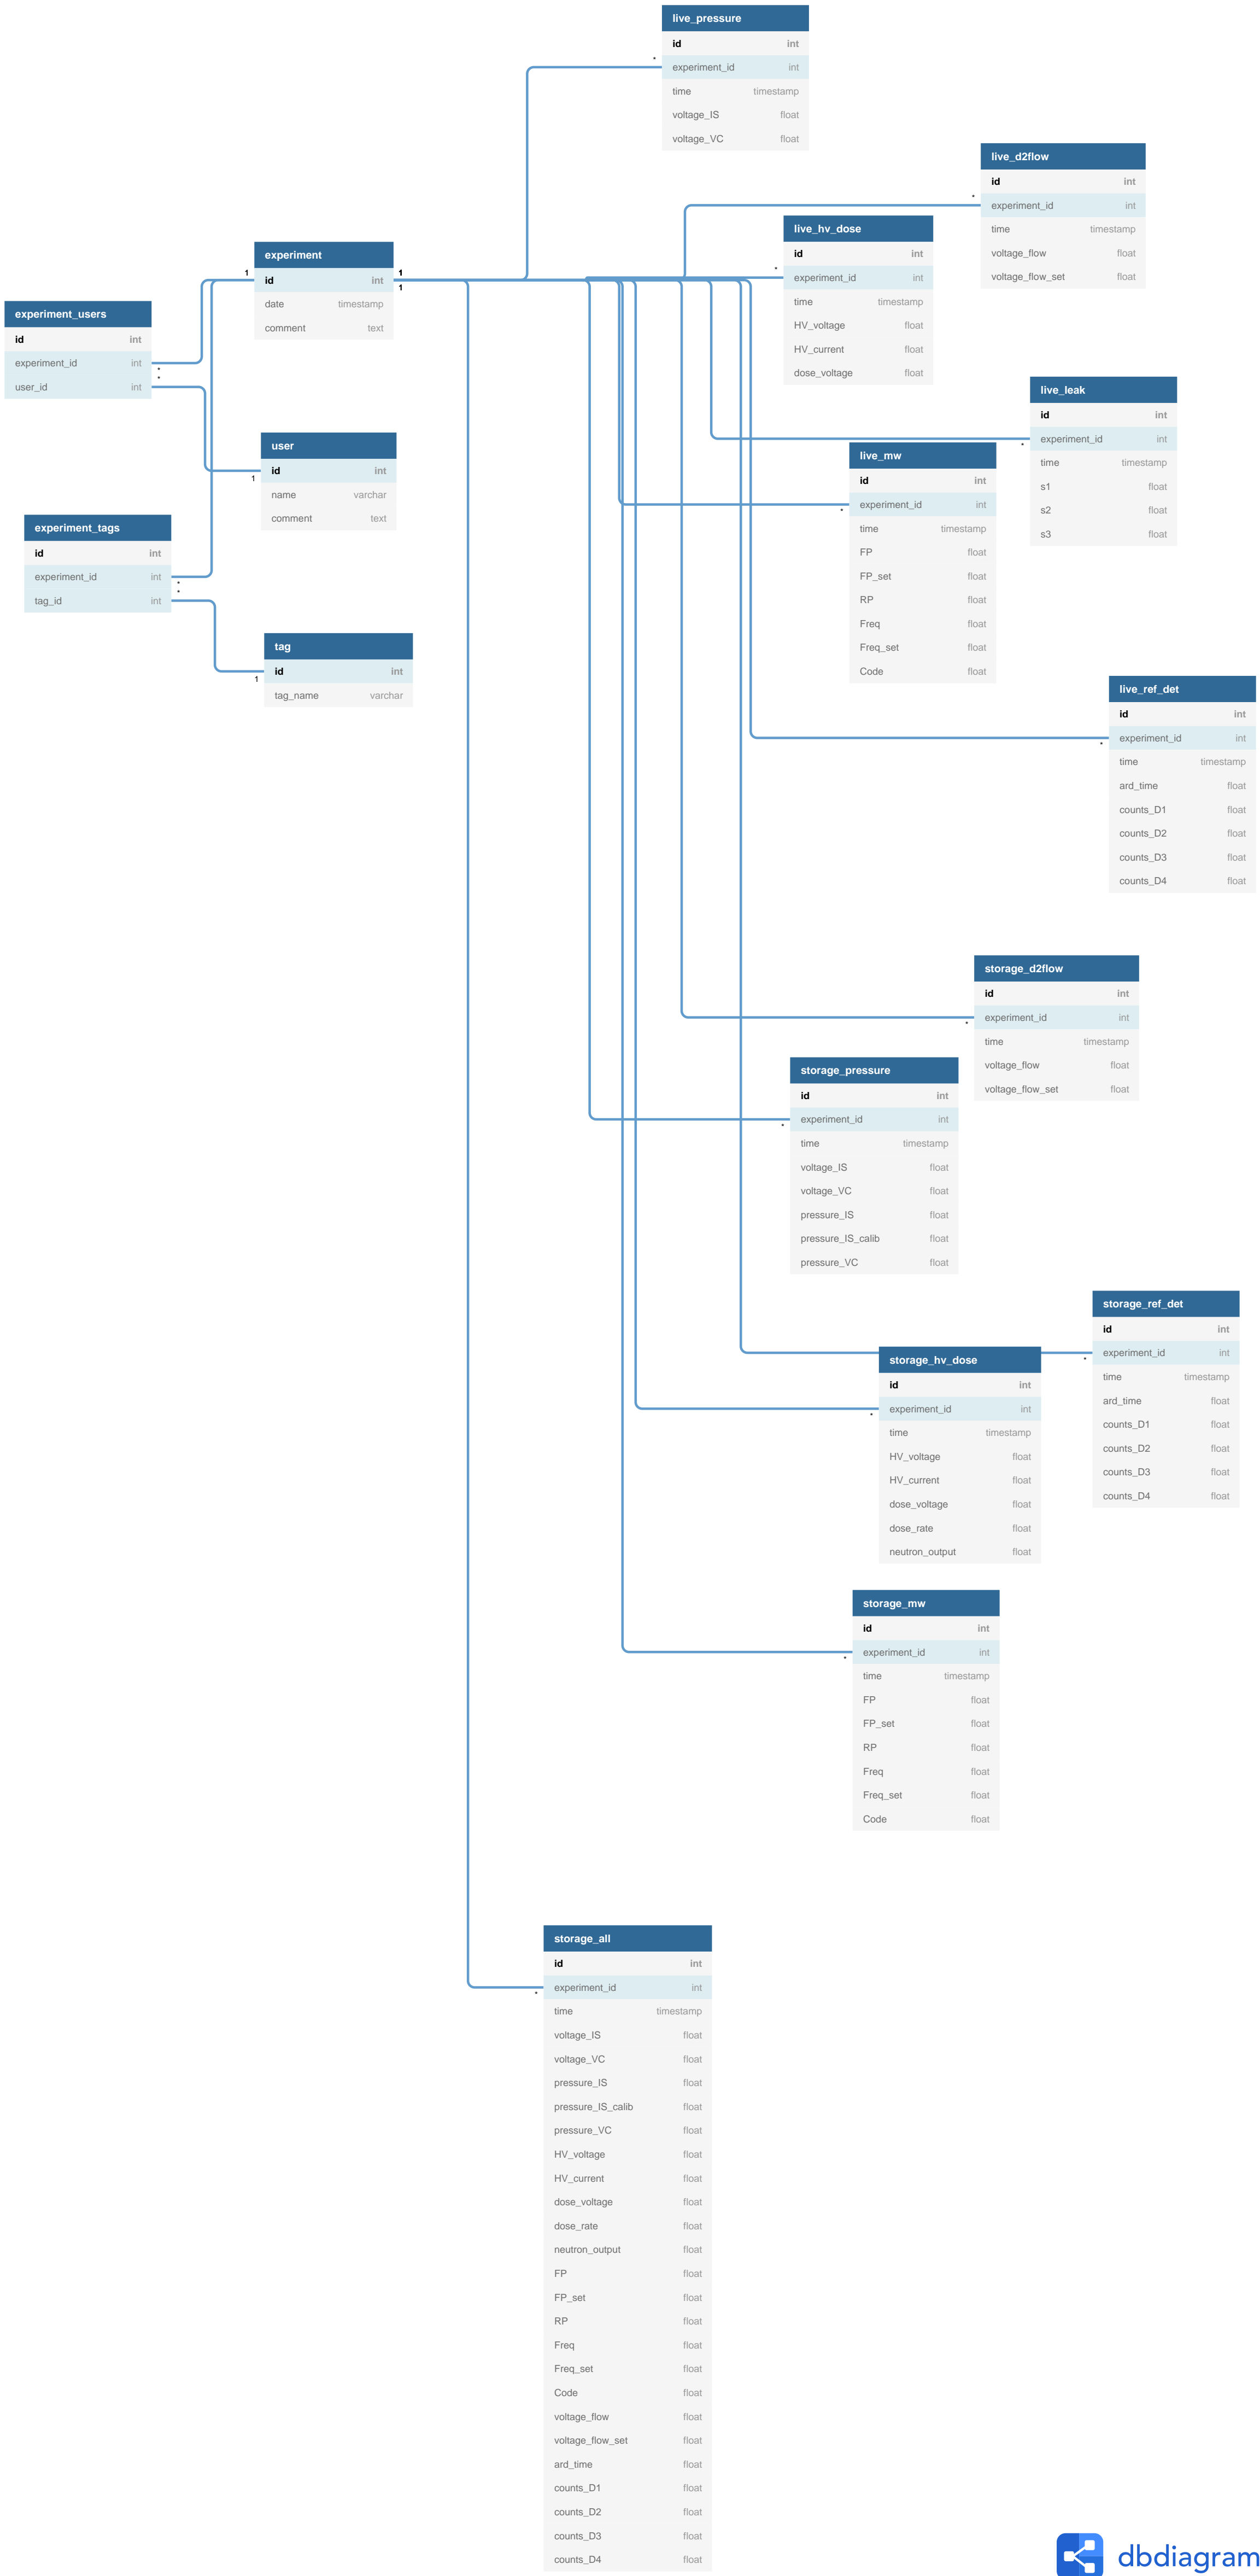 live_pressure
id int
experiment_id int
time timestamp
voltage_IS float
voltage_VC float
live_d2flow
id int
experiment_id int
time timestamp
voltage_flow float
voltage_flow_set float
live_hv_dose
id int
experiment_id int
time timestamp
HV_voltage float
HV_current float
dose_voltage float
experiment
id int
date timestamp
comment text
1
1
1
*
*
*
experiment_users
id int
experiment_id int
user_id int
*
*
live_leak
id int
experiment_id int
time timestamp
s1 float
s2 float
s3 float
*
user
id int
name varchar
comment text
1
live_mw
id int
experiment_id int
time timestamp
FP float
FP_set float
RP float
Freq float
Freq_set float
Code float
*
experiment_tags
id int
experiment_id int
tag_id int
*
*
tag
id int
tag_name varchar
1
live_ref_det
id int
experiment_id int
time timestamp
ard_time float
counts_D1 float
counts_D2 float
counts_D3 float
counts_D4 float
*
storage_d2flow
id int
experiment_id int
time timestamp
voltage_flow float
voltage_flow_set float
*
storage_pressure
id int
experiment_id int
time timestamp
voltage_IS float
voltage_VC float
pressure_IS float
pressure_IS_calib float
pressure_VC float
*
storage_ref_det
id int
experiment_id int
time timestamp
ard_time float
counts_D1 float
counts_D2 float
counts_D3 float
counts_D4 float
*
storage_hv_dose
id int
experiment_id int
time timestamp
HV_voltage float
HV_current float
dose_voltage float
dose_rate float
neutron_output float
*
storage_mw
id int
experiment_id int
time timestamp
FP float
FP_set float
RP float
Freq float
Freq_set float
Code float
*
storage_all
id int
experiment_id int
time timestamp
voltage_IS float
voltage_VC float
pressure_IS float
pressure_IS_calib float
pressure_VC float
HV_voltage float
HV_current float
dose_voltage float
dose_rate float
neutron_output float
FP float
FP_set float
RP float
Freq float
Freq_set float
Code float
voltage_flow float
voltage_flow_set float
ard_time float
counts_D1 float
counts_D2 float
counts_D3 float
counts_D4 float
*
dbdiagram